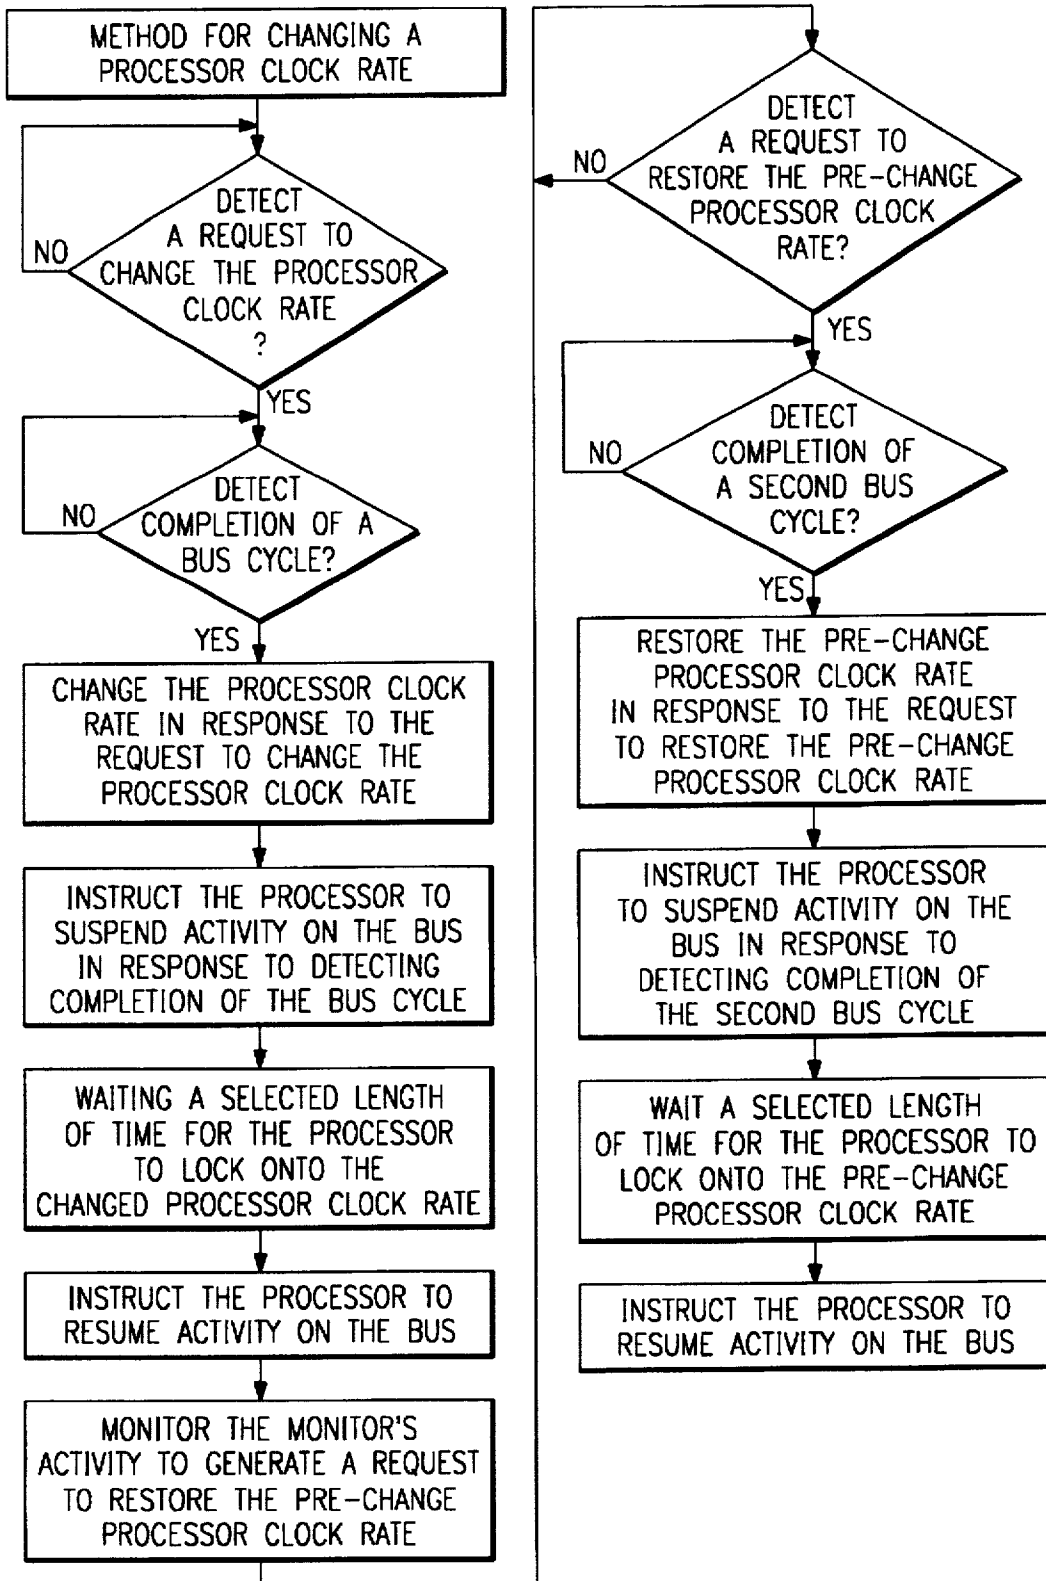 METHOD FOR CHANGING A
PROCESSOR CLOCK RATE
DETECT
A REQUEST TO
CHANGE THE PROCESSOR
CLOCK RATE
?
NO
YES
DETECT
COMPLETION OF A
BUS CYCLE?
NO
YES
CHANGE THE PROCESSOR CLOCK
RATE IN RESPONSE TO THE
REQUEST TO CHANGE THE
PROCESSOR CLOCK RATE
INSTRUCT THE PROCESSOR TO
SUSPEND ACTIVITY ON THE BUS
IN RESPONSE TO DETECTING
COMPLETION OF THE BUS CYCLE
WAITING A SELECTED LENGTH
OF TIME FOR THE PROCESSOR
TO LOCK ONTO THE
CHANGED PROCESSOR CLOCK RATE
INSTRUCT THE PROCESSOR TO
RESUME ACTIVITY ON THE BUS
MONITOR THE MONITOR'S
ACTIVITY TO GENERATE A REQUEST
TO RESTORE THE PRE-CHANGE
PROCESSOR CLOCK RATE
DETECT
A REQUEST TO
RESTORE THE PRE-CHANGE
PROCESSOR CLOCK
RATE?
NO
YES
DETECT
COMPLETION OF
A SECOND BUS
CYCLE?
NO
YES
RESTORE THE PRE-CHANGE
PROCESSOR CLOCK RATE
IN RESPONSE TO THE REQUEST
TO RESTORE THE PRE-CHANGE
PROCESSOR CLOCK RATE
INSTRUCT THE PROCESSOR
TO SUSPEND ACTIVITY ON THE
BUS IN RESPONSE TO
DETECTING COMPLETION OF
THE SECOND BUS CYCLE
WAIT A SELECTED LENGTH
OF TIME FOR THE PROCESSOR TO
LOCK ONTO THE PRE-CHANGE
PROCESSOR CLOCK RATE
INSTRUCT THE PROCESSOR TO
RESUME ACTIVITY ON THE BUS